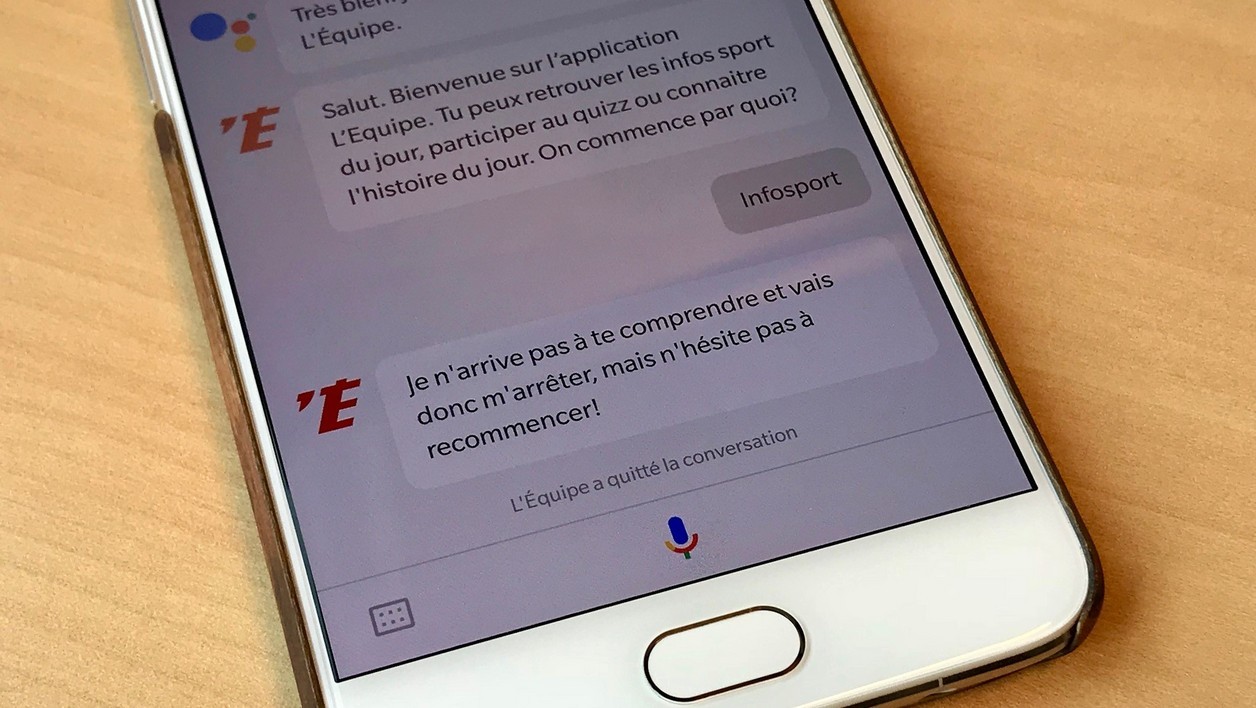 Très bien,
L'Équipe.
Salut. Bienvenue sur l'application
L'Equipe. Tu peux retrouver les infos sport
du jour, participer au quizz ou connaitre
l'histoire du jour. On commence par quoi?
Infosport
'E
Je n'arrive pas à te comprendre et vais
donc m'arrêter, mais n'hésite pas à
recommencer!
'E
L'Équipe a quitté la conversation